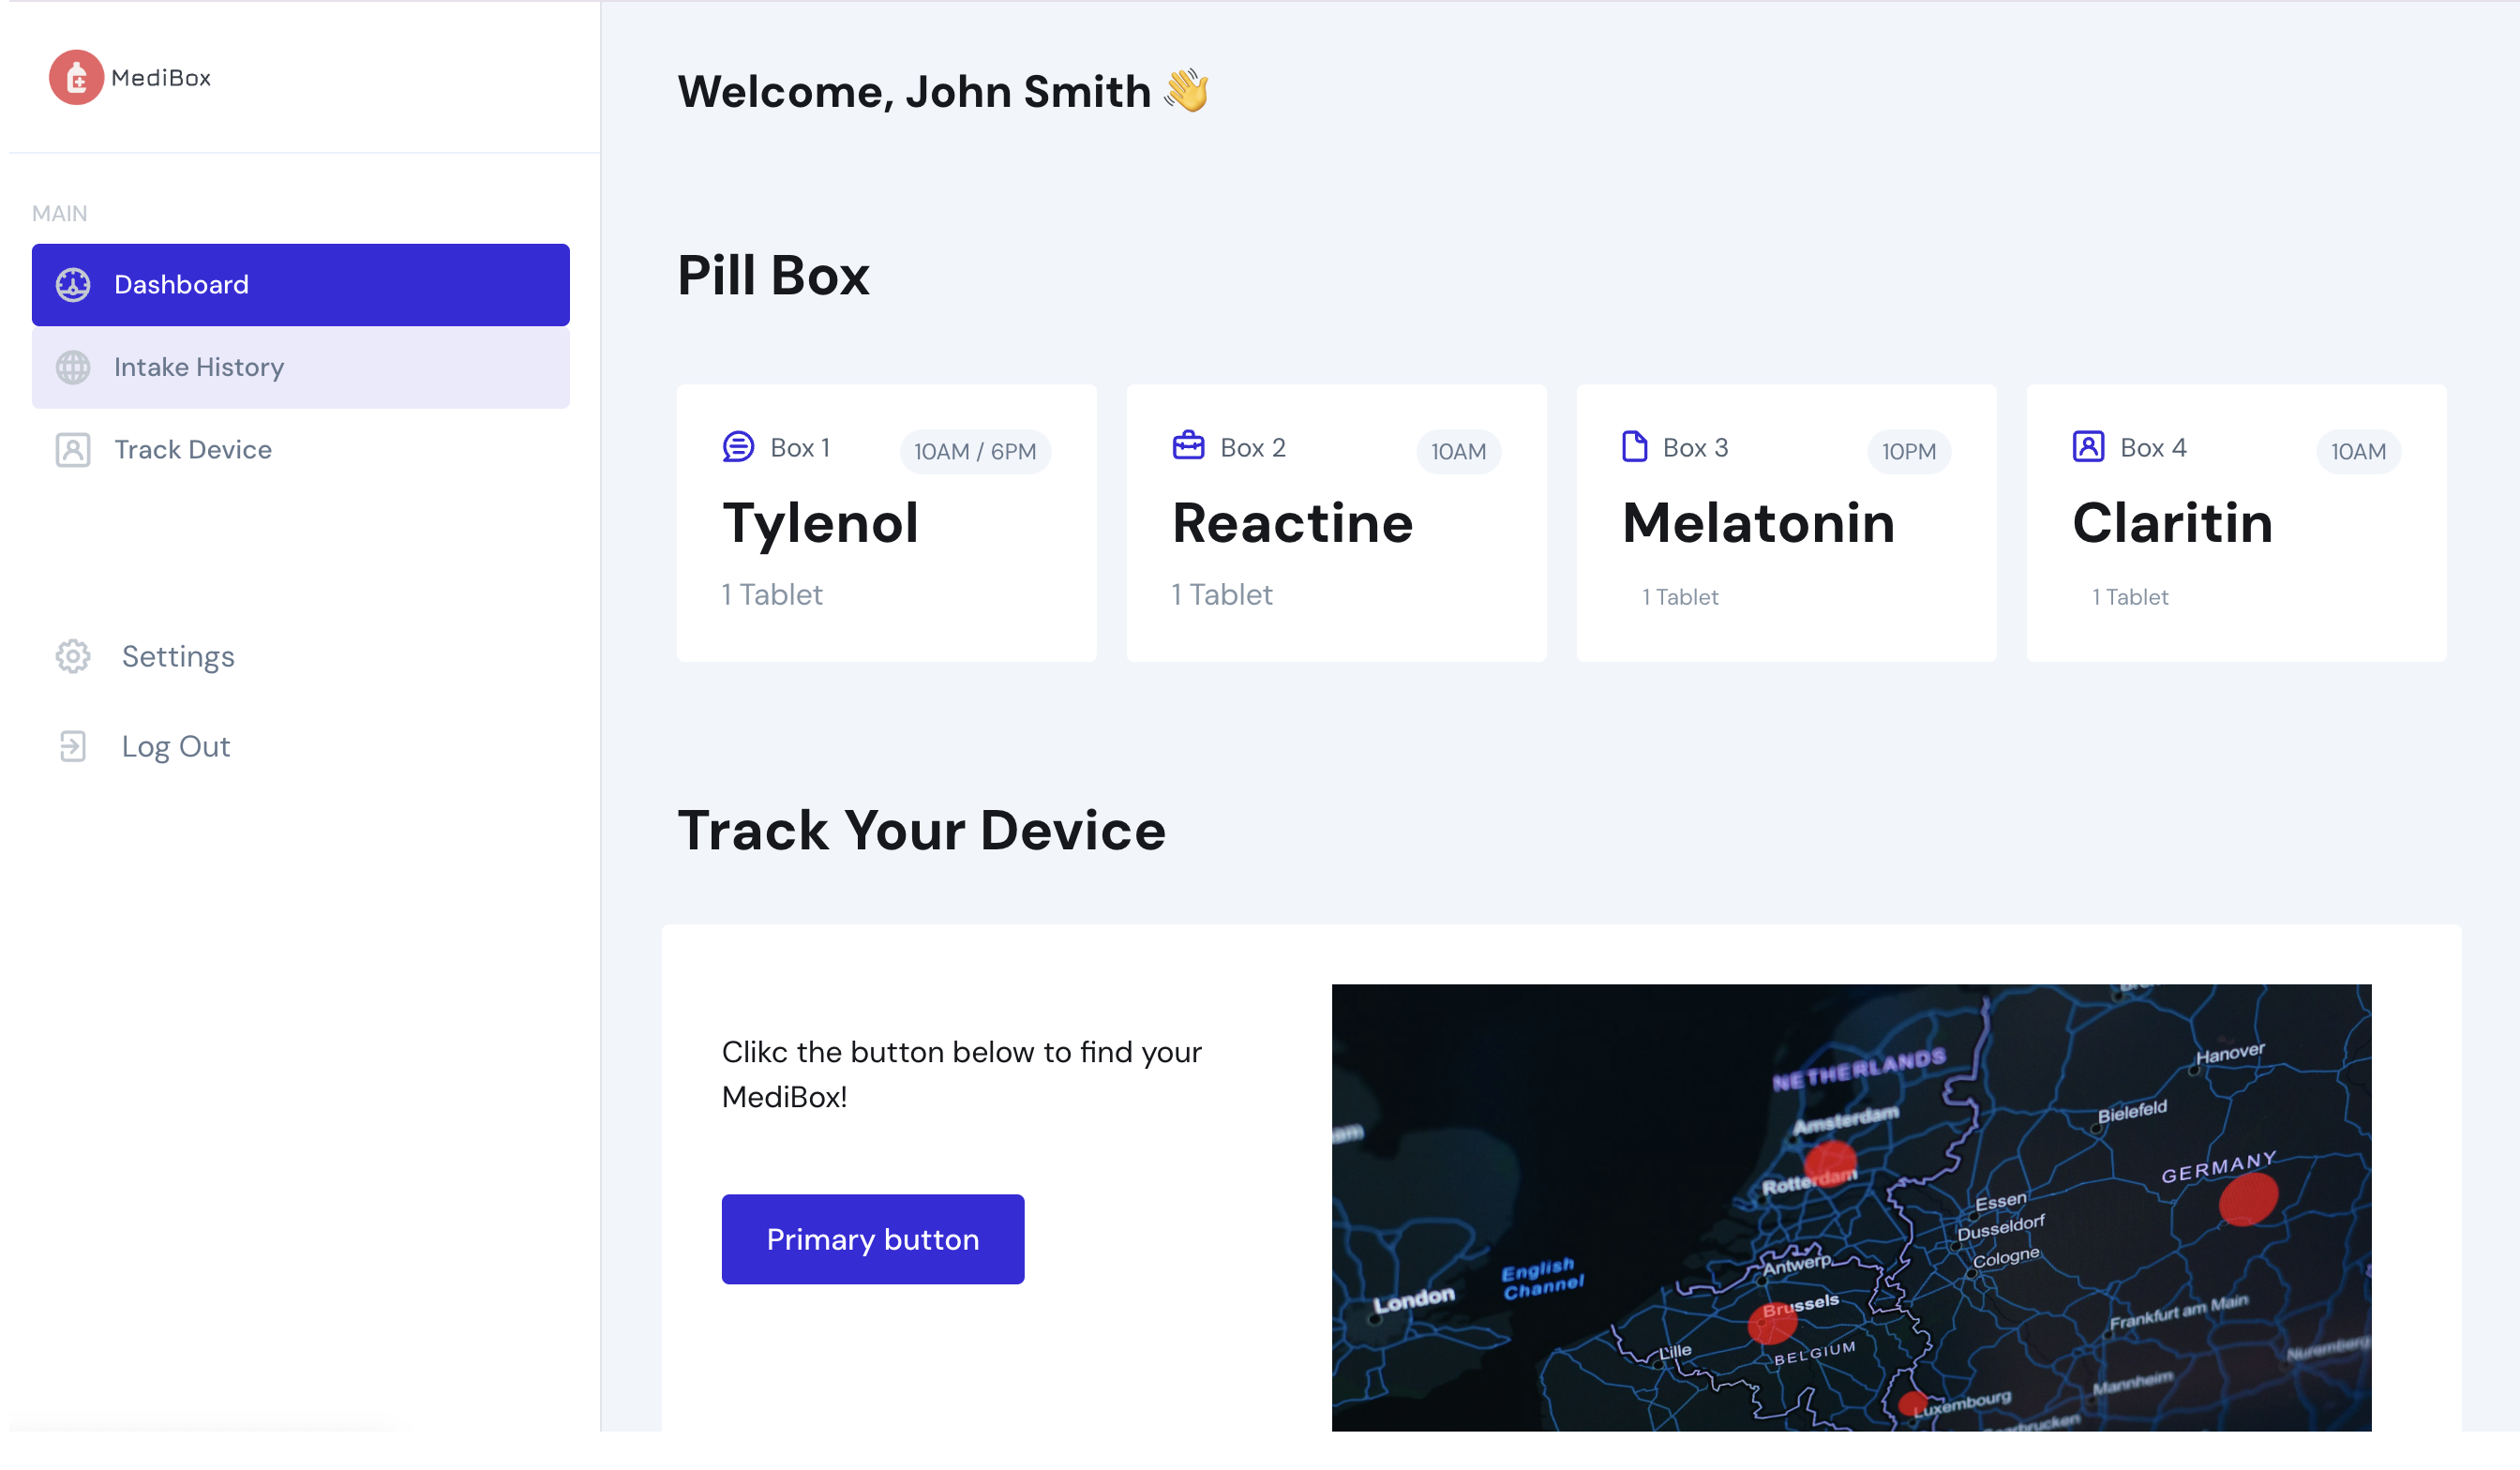 MediBox
MAIN
Dashboard
Intake History
Track Device
Settings
Log Out
Welcome, John Smith 👋
Pill Box
Box 1
10AM / 6PM
Tylenol
1 Tablet
Box 2
10AM
Reactine
1 Tablet
Box 3
10PM
Melatonin
1 Tablet
Box 4
10AM
Claritin
1 Tablet
Track Your Device
Clikc the button below to find your
MediBox!
Primary button
NETHERLANDS
Amsterdam
Rotterdam
Hanover
Bielefeld
GERMANY
Essen
Dusseldorf
Cologne
English
Channel
London
Antwerp
Brussels
BELGIUM
Lille
Frankfurt am Main
Nuremberg
Mannheim
Luxembourg